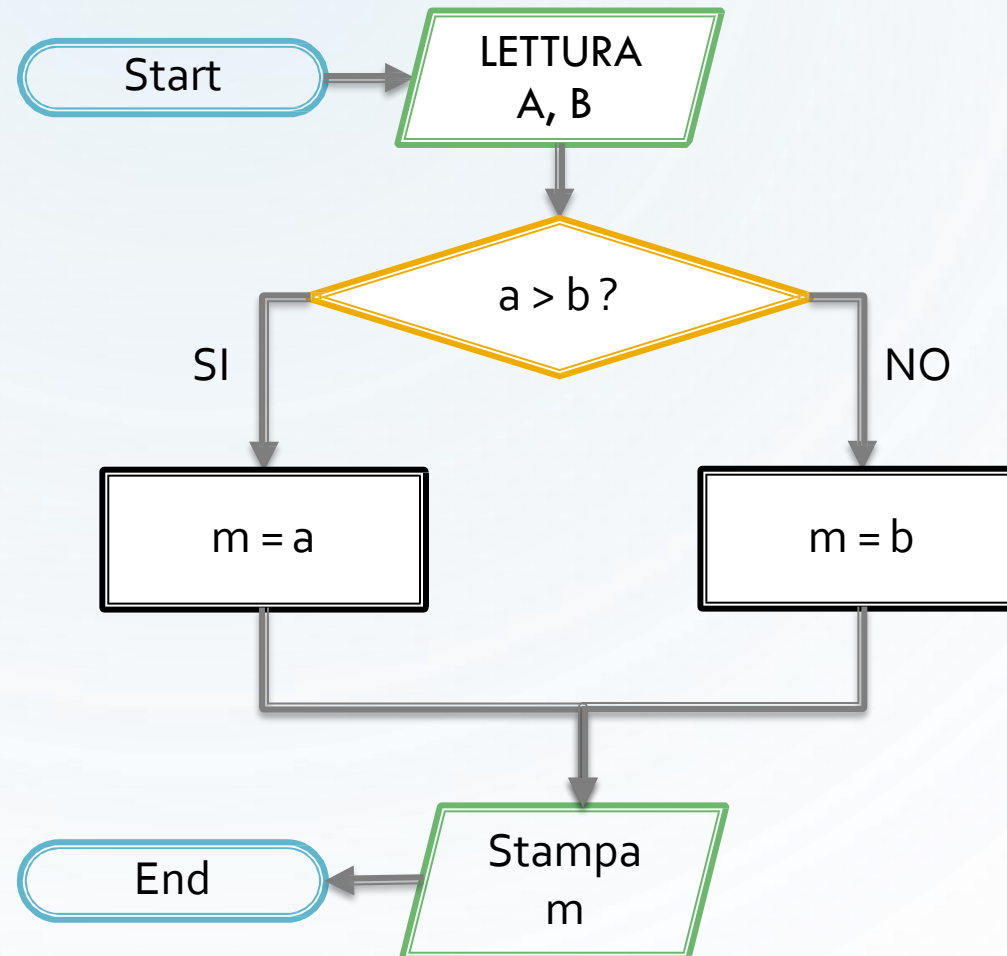 Start
LETTURA
A, B
a > b ?
SI
NO
m = a
m = b
Stampa
m
End